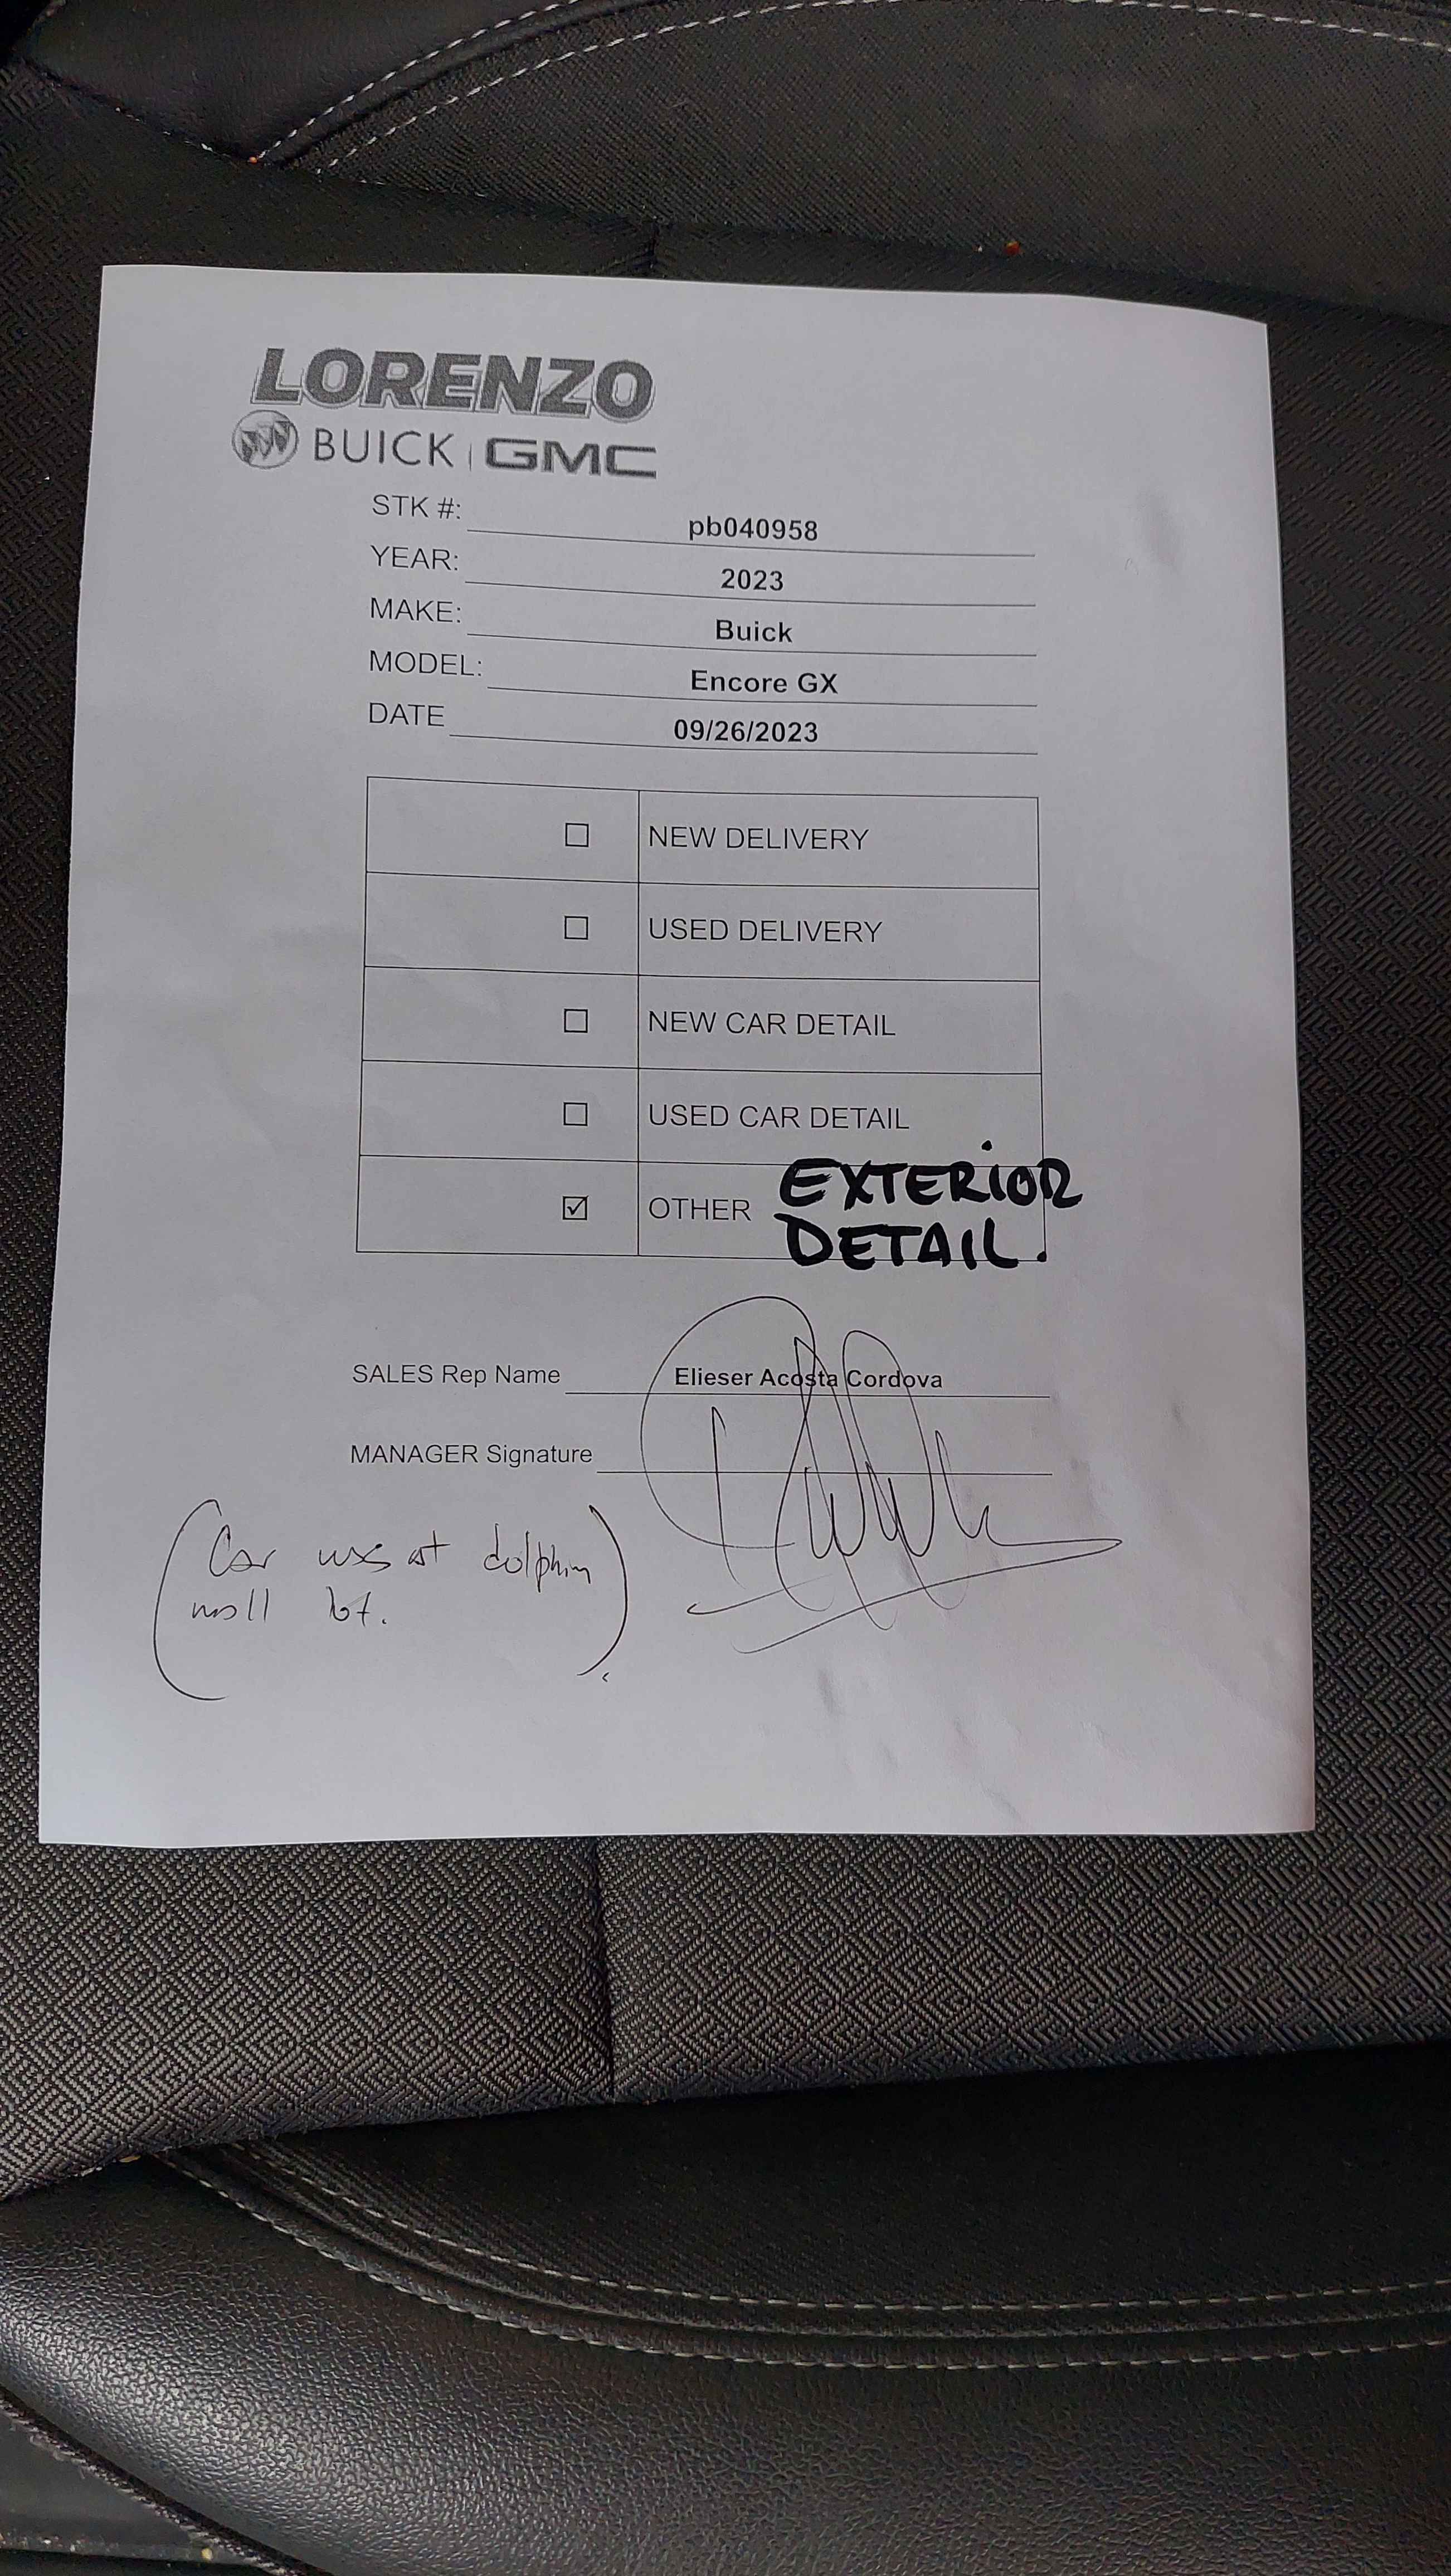 LORENZO
BUICK | GMC
STK #: pb040958
YEAR: 2023
MAKE: Buick
MODEL: Encore GX
DATE 09/26/2023
☐ NEW DELIVERY
☐ USED DELIVERY
☐ NEW CAR DETAIL
☐ USED CAR DETAIL
☑ OTHER EXTERIOR
DETAIL.
SALES Rep Name Elieser Acosta Cordova
MANAGER Signature
(Car was at dolphin
mall lot.)